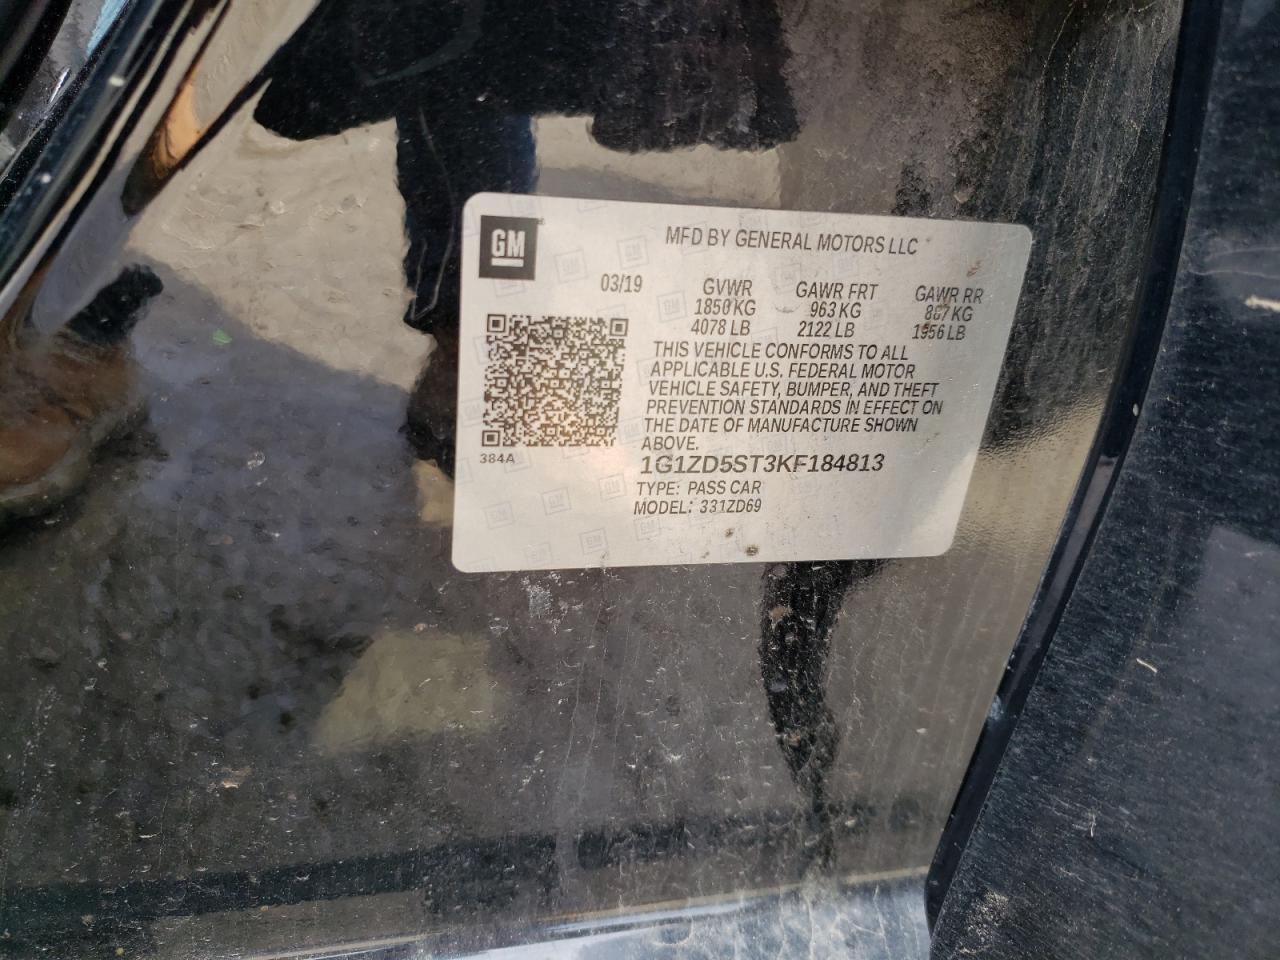 GM
MFD BY GENERAL MOTORS LLC
03/19 GVWR GAWR FRT GAWR RR
1850 KG 963 KG 887 KG
4078 LB 2122 LB 1956 LB
THIS VEHICLE CONFORMS TO ALL
APPLICABLE U.S. FEDERAL MOTOR
VEHICLE SAFETY, BUMPER, AND THEFT
PREVENTION STANDARDS IN EFFECT ON
THE DATE OF MANUFACTURE SHOWN
ABOVE.
384A
1G1ZD5ST3KF184813
TYPE: PASS CAR
MODEL: 331ZD69